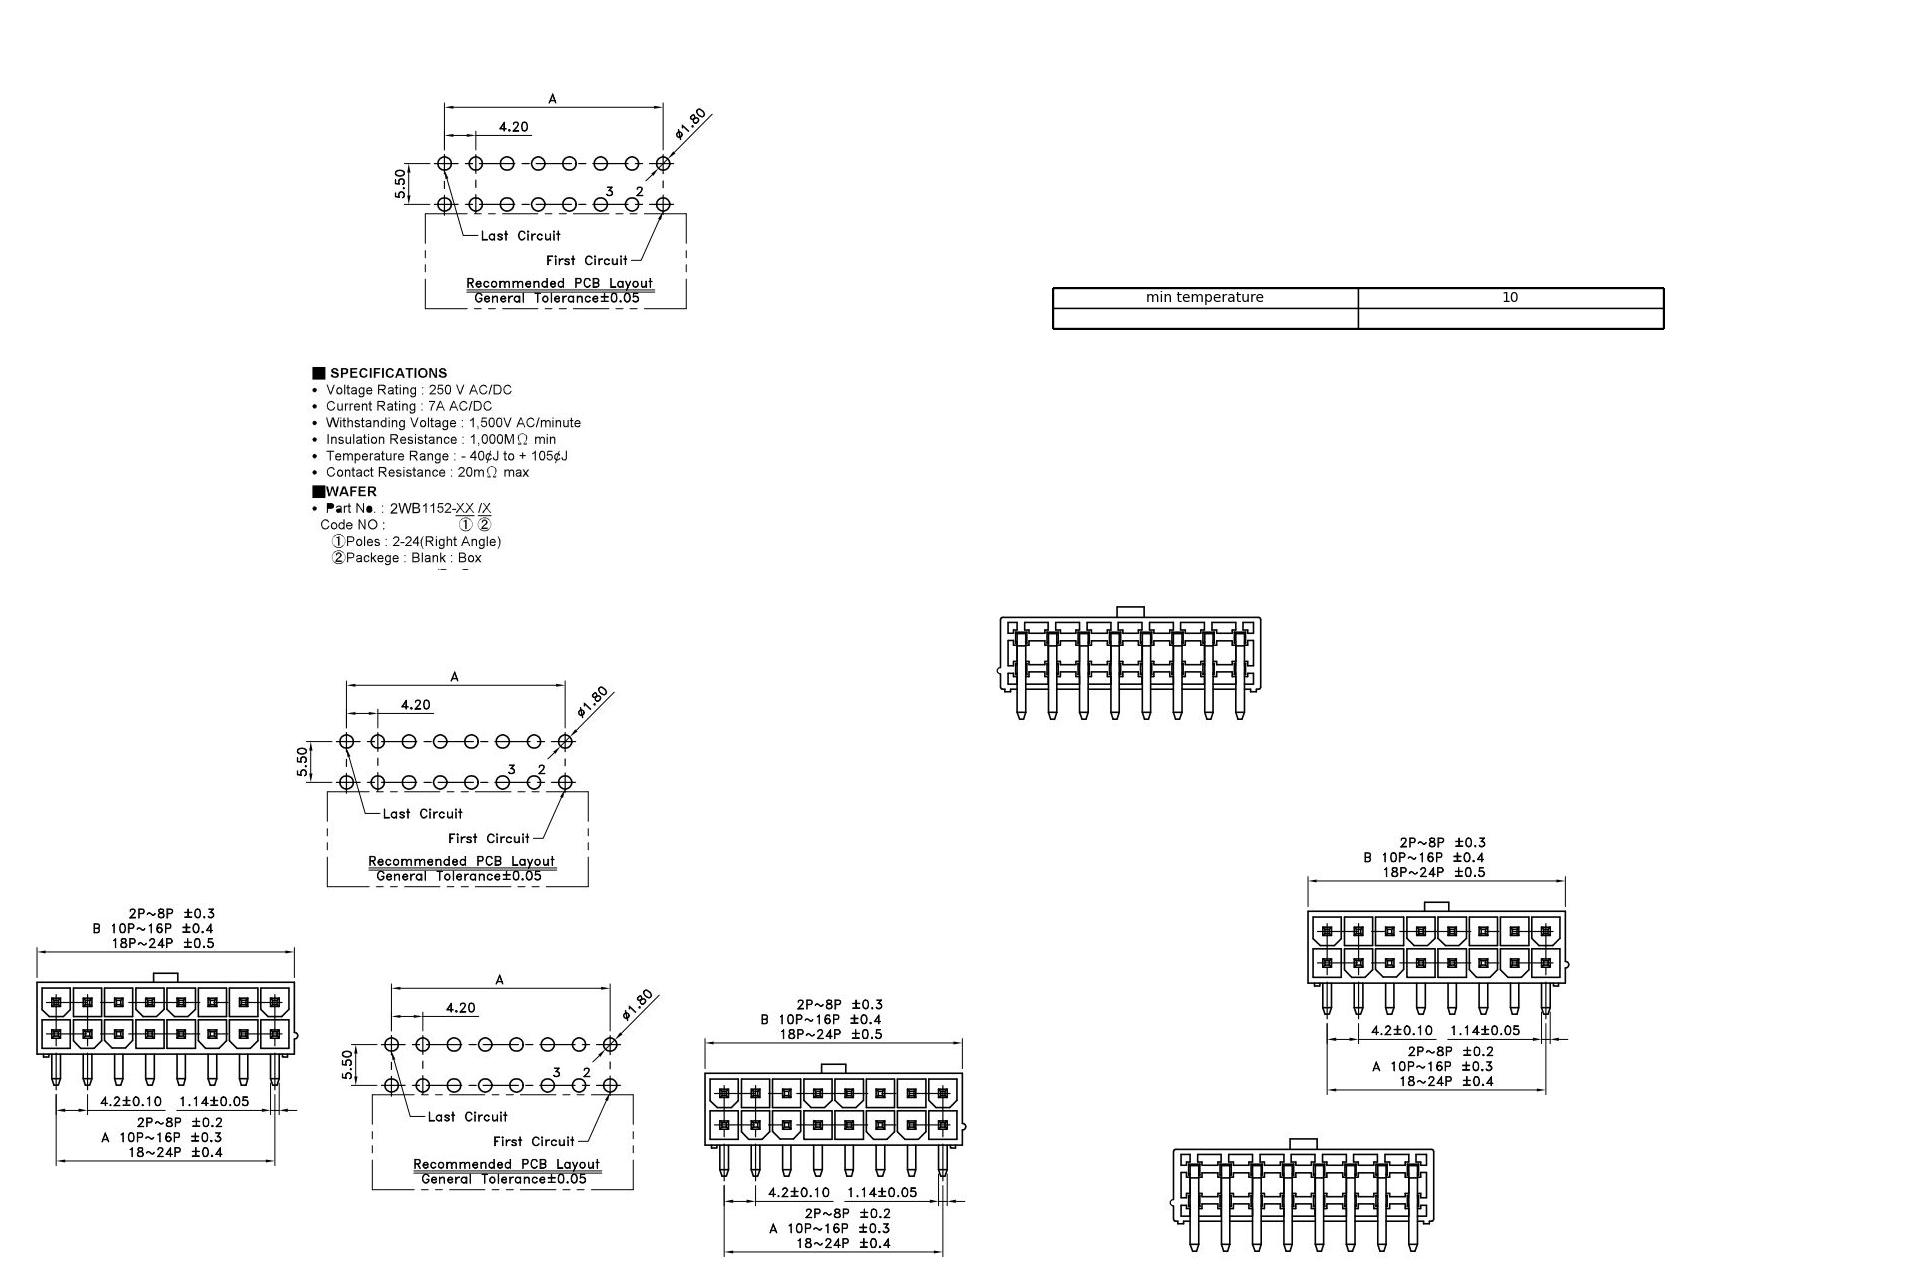 A
4.20
ø1.80
5.50
3 2
Last Circuit
First Circuit
Recommended PCB Layout
General Tolerance±0.05
min temperature 10
■ SPECIFICATIONS
• Voltage Rating : 250 V AC/DC
• Current Rating : 7A AC/DC
• Withstanding Voltage : 1,500V AC/minute
• Insulation Resistance : 1,000MΩ min
• Temperature Range : - 40¢J to + 105¢J
• Contact Resistance : 20mΩ max
■WAFER
• Part No. : 2WB1152-XX /X
Code NO : ① ②
①Poles : 2-24(Right Angle)
②Packege : Blank : Box
A
4.20
ø1.80
5.50
3 2
Last Circuit
First Circuit
Recommended PCB Layout
General Tolerance±0.05
2P~8P ±0.3
B 10P~16P ±0.4
18P~24P ±0.5
4.2±0.10 1.14±0.05
2P~8P ±0.2
A 10P~16P ±0.3
18~24P ±0.4
2P~8P ±0.3
B 10P~16P ±0.4
18P~24P ±0.5
4.2±0.10 1.14±0.05
2P~8P ±0.2
A 10P~16P ±0.3
18~24P ±0.4
A
4.20
ø1.80
5.50
3 2
Last Circuit
First Circuit
Recommended PCB Layout
General Tolerance±0.05
2P~8P ±0.3
B 10P~16P ±0.4
18P~24P ±0.5
4.2±0.10 1.14±0.05
2P~8P ±0.2
A 10P~16P ±0.3
18~24P ±0.4